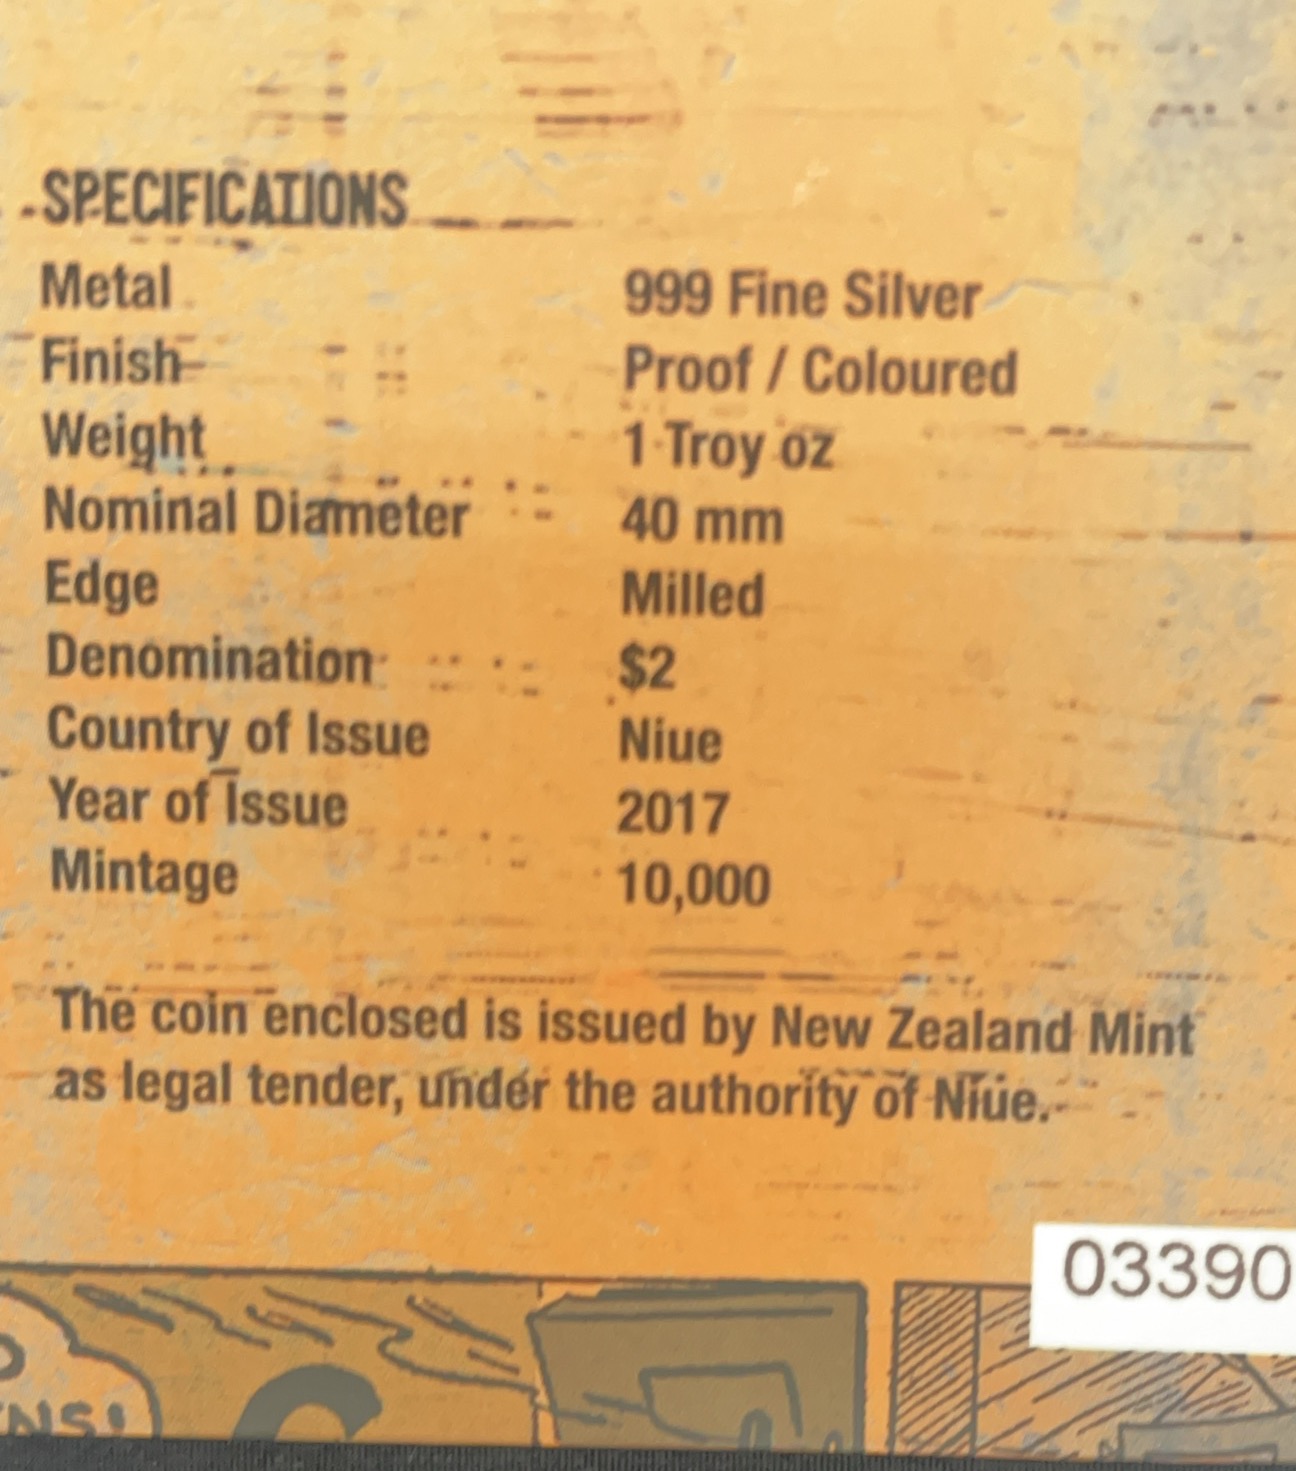 SPECIFICATIONS
Metal 999 Fine Silver
Finish Proof / Coloured
Weight 1 Troy oz
Nominal Diameter 40 mm
Edge Milled
Denomination $2
Country of Issue Niue
Year of Issue 2017
Mintage 10,000
The coin enclosed is issued by New Zealand Mint
as legal tender, under the authority of Niue.
03390